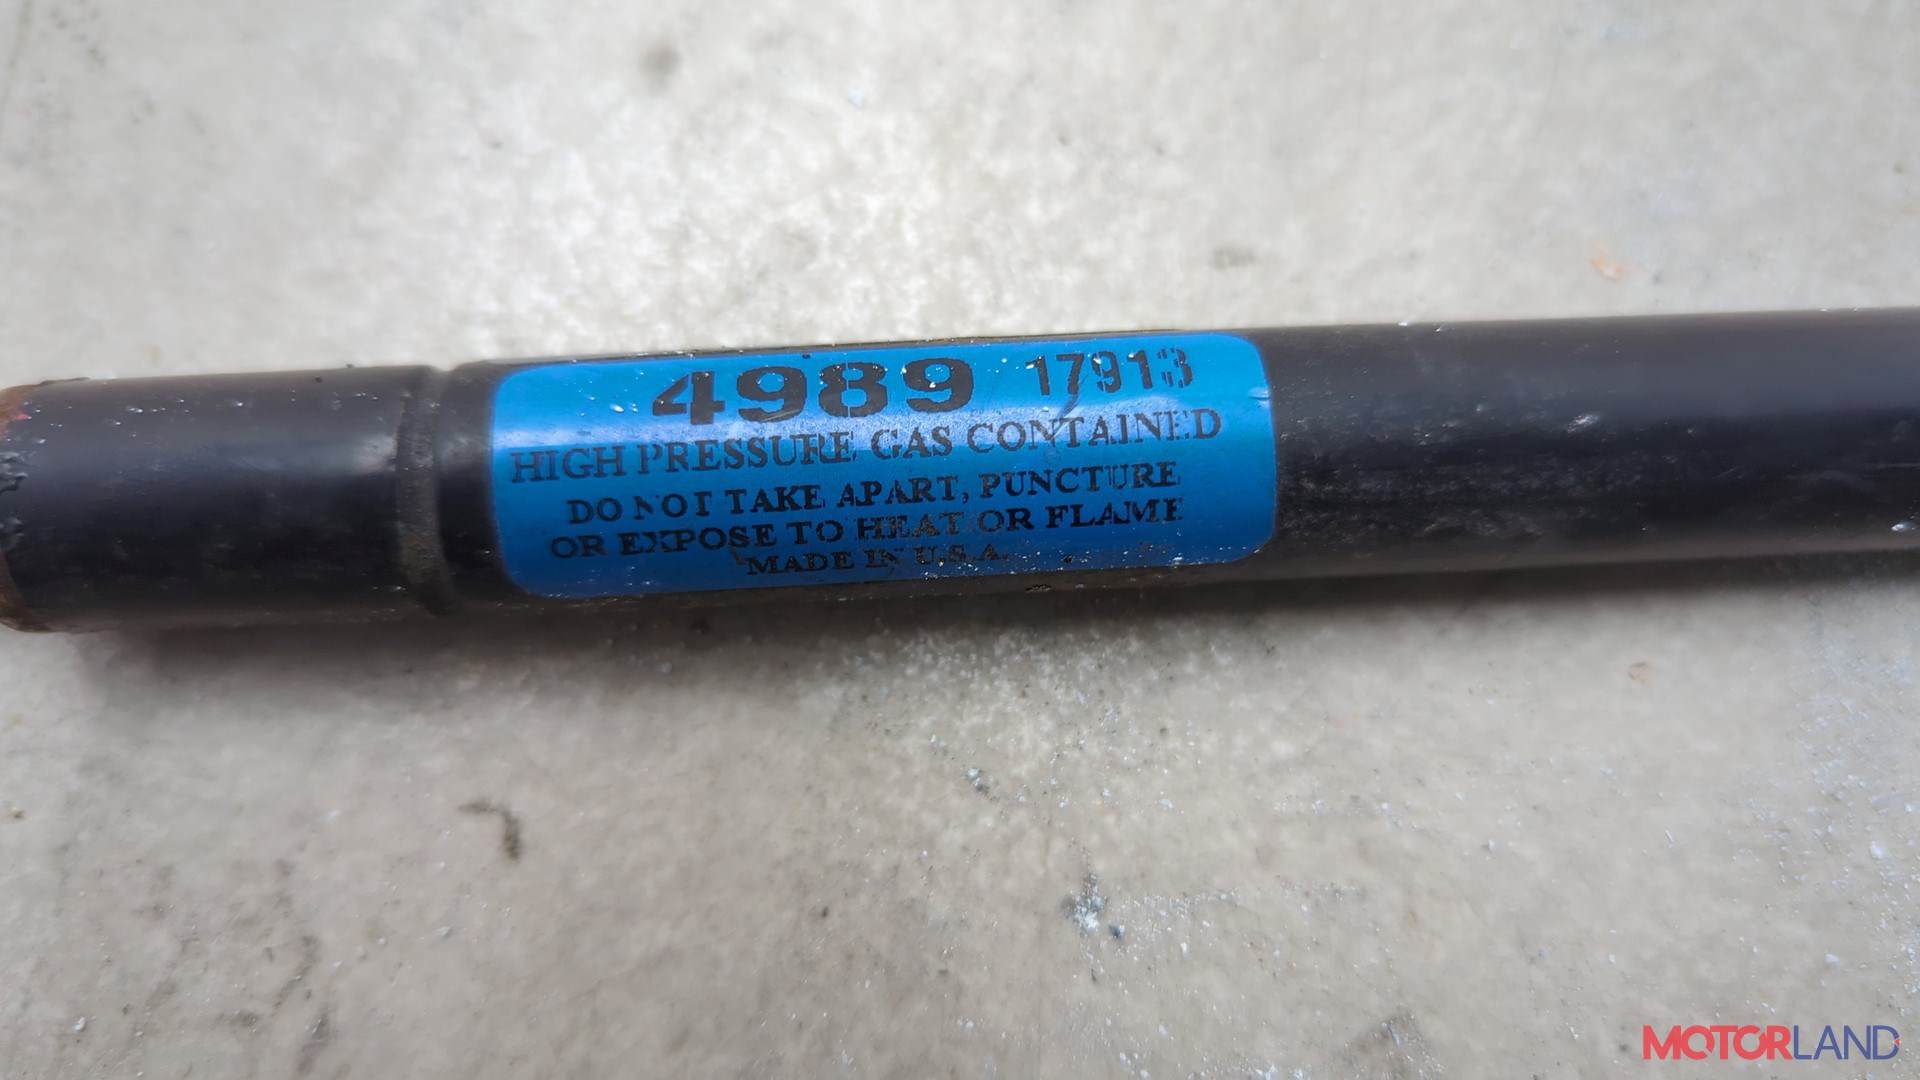 4989 17913
HIGH PRESSURE GAS CONTAINED
DO NOT TAKE APART, PUNCTURE
OR EXPOSE TO HEAT OR FLAME
MADE IN U.S.A.
MOTORLAND